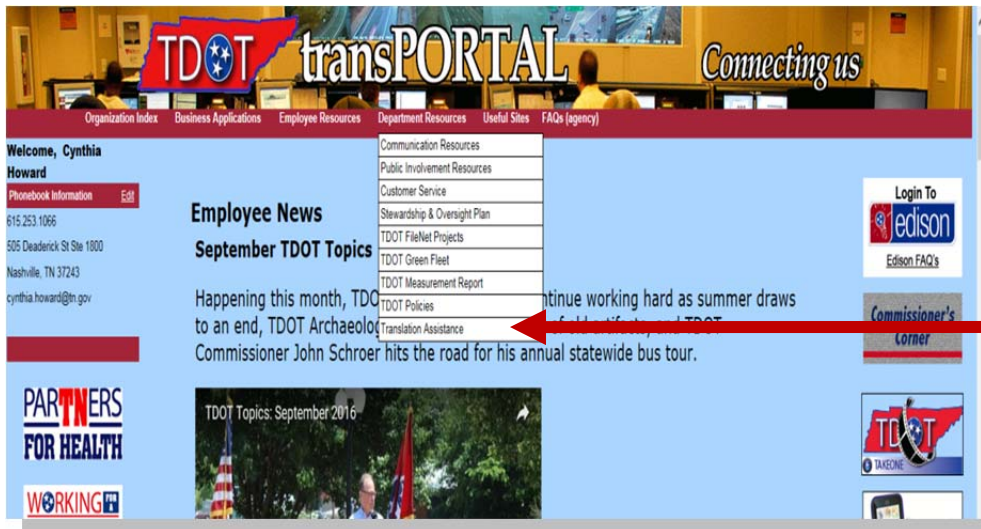 TDOT transPORTAL Connecting us
Organization Index Business Applications Employee Resources Department Resources Useful Sites FAQs (agency)
Welcome, Cynthia
Howard
Phonebook Information Edit
615.253.1066
505 Deaderick St Ste 1800
Nashville, TN 37243
cynthia.howard@tn.gov
PARTNERS
FOR HEALTH
WORKING
Communication Resources
Public Involvement Resources
Customer Service
Stewardship & Oversight Plan
TDOT FileNet Projects
TDOT Green Fleet
TDOT Measurement Report
TDOT Policies
Translation Assistance
Employee News
September TDOT Topics
Happening this month, TDO ntinue working hard as summer draws
to an end, TDOT Archaeolog of old artifacts, and TDOT
Commissioner John Schroer hits the road for his annual statewide bus tour.
TDOT Topics: September 2016
Login To
edison
Edison FAQ's
Commissioner's
Corner
TDOT
TAKEONE